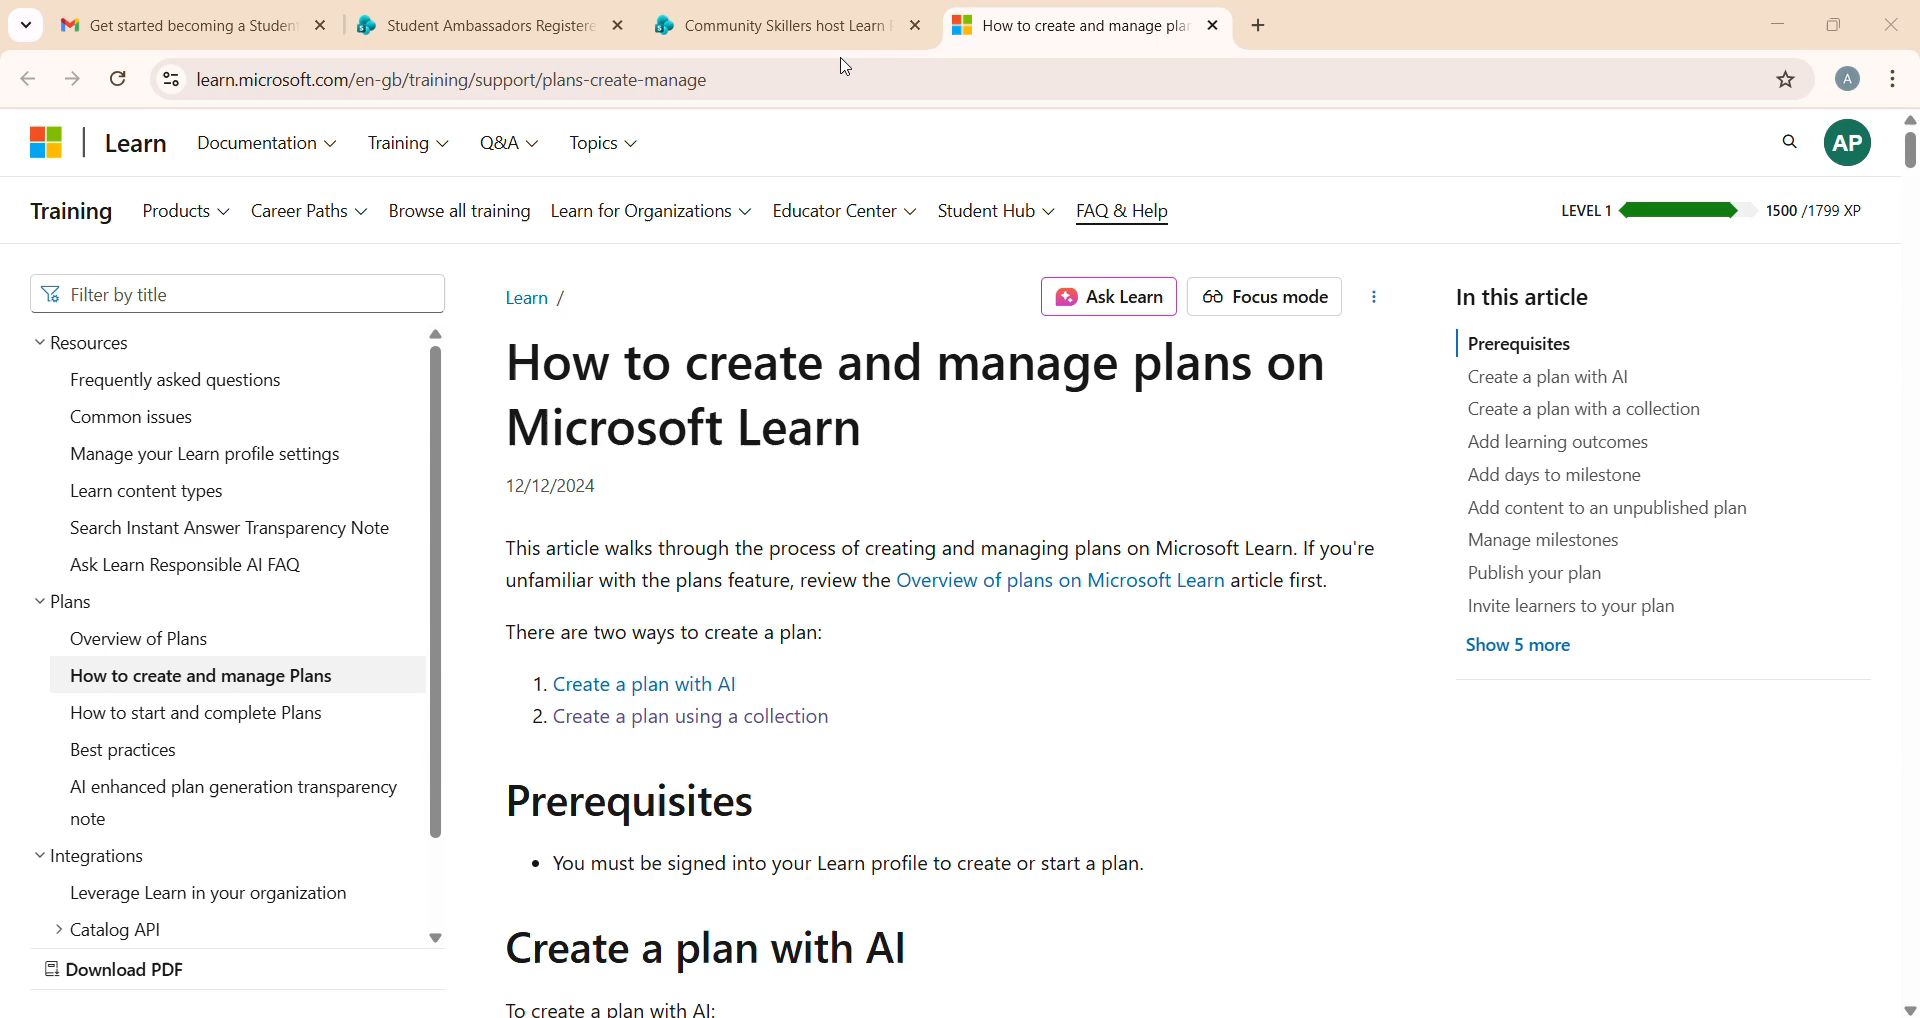 Get started becoming a Studen
Student Ambassadors Registere
Community Skillers host Learn
How to create and manage plar
learn.microsoft.com/en-gb/training/support/plans-create-manage
A
Learn
Documentation
Training
Q&A
Topics
AP
Training
Products
Career Paths
Browse all training
Learn for Organizations
Educator Center
Student Hub
FAQ & Help
LEVEL 1
1500 /1799 XP
Filter by title
Resources
Frequently asked questions
Common issues
Manage your Learn profile settings
Learn content types
Search Instant Answer Transparency Note
Ask Learn Responsible AI FAQ
Plans
Overview of Plans
How to create and manage Plans
How to start and complete Plans
Best practices
AI enhanced plan generation transparency
note
Integrations
Leverage Learn in your organization
Catalog API
Download PDF
Learn /
Ask Learn
Focus mode
How to create and manage plans on
Microsoft Learn
12/12/2024
This article walks through the process of creating and managing plans on Microsoft Learn. If you're
unfamiliar with the plans feature, review the Overview of plans on Microsoft Learn article first.
There are two ways to create a plan:
1. Create a plan with AI
2. Create a plan using a collection
Prerequisites
• You must be signed into your Learn profile to create or start a plan.
Create a plan with AI
To create a plan with AI:
In this article
Prerequisites
Create a plan with AI
Create a plan with a collection
Add learning outcomes
Add days to milestone
Add content to an unpublished plan
Manage milestones
Publish your plan
Invite learners to your plan
Show 5 more